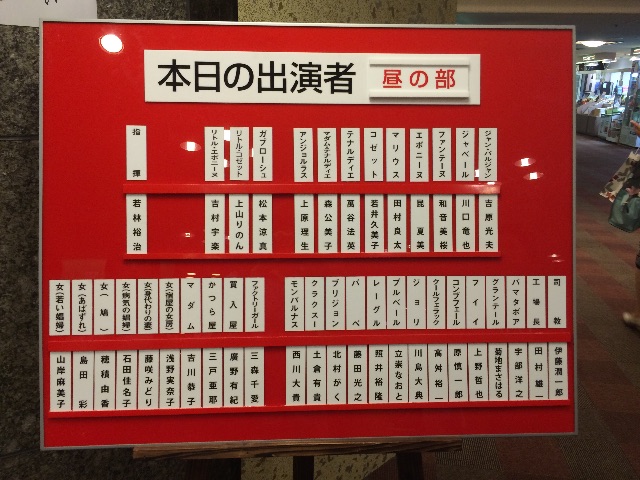 本日の出演者 昼の部
ジャン・バルジャン 吉原光夫
ジャベール 川口竜也
ファンテーヌ 和音美桜
エポニーヌ 昆夏美
マリウス 田村良太
コゼット 若井久美子
テナルディエ 萬谷法英
マダム・テナルディエ 森公美子
アンジョルラス 上原理生
ガブローシュ 松本涼真
リトル・コゼット 上山りのん
リトル・エポニーヌ 吉村宇楽
指揮 若林裕治
司教 伊藤潤一郎
工場長 田村雄一
バマタボア 宇部洋之
グランテール 菊地まさはる
フイイ 上野哲也
コンブフェール 原慎一郎
クールフェラック 高舛裕一
ジョリ 川島大典
プルベール 立崇なおと
レーグル 照井裕隆
バベ 藤田光之
ブリジョン 北村がく
クラクスー 土倉有貴
モンパルナス 西川大貴
ファクトリーガール 三森千愛
買入屋 廣野有紀
かつら屋 三戸亜耶
マダム 吉川恭子
女(宿屋の女房) 浅野実奈子
女(身代わりの妻) 藤咲みどり
女(病気の娼婦) 石田佳名子
女(鳩) 穂積由香
女(あばずれ) 島田彩
女(若い娼婦) 山岸麻美子